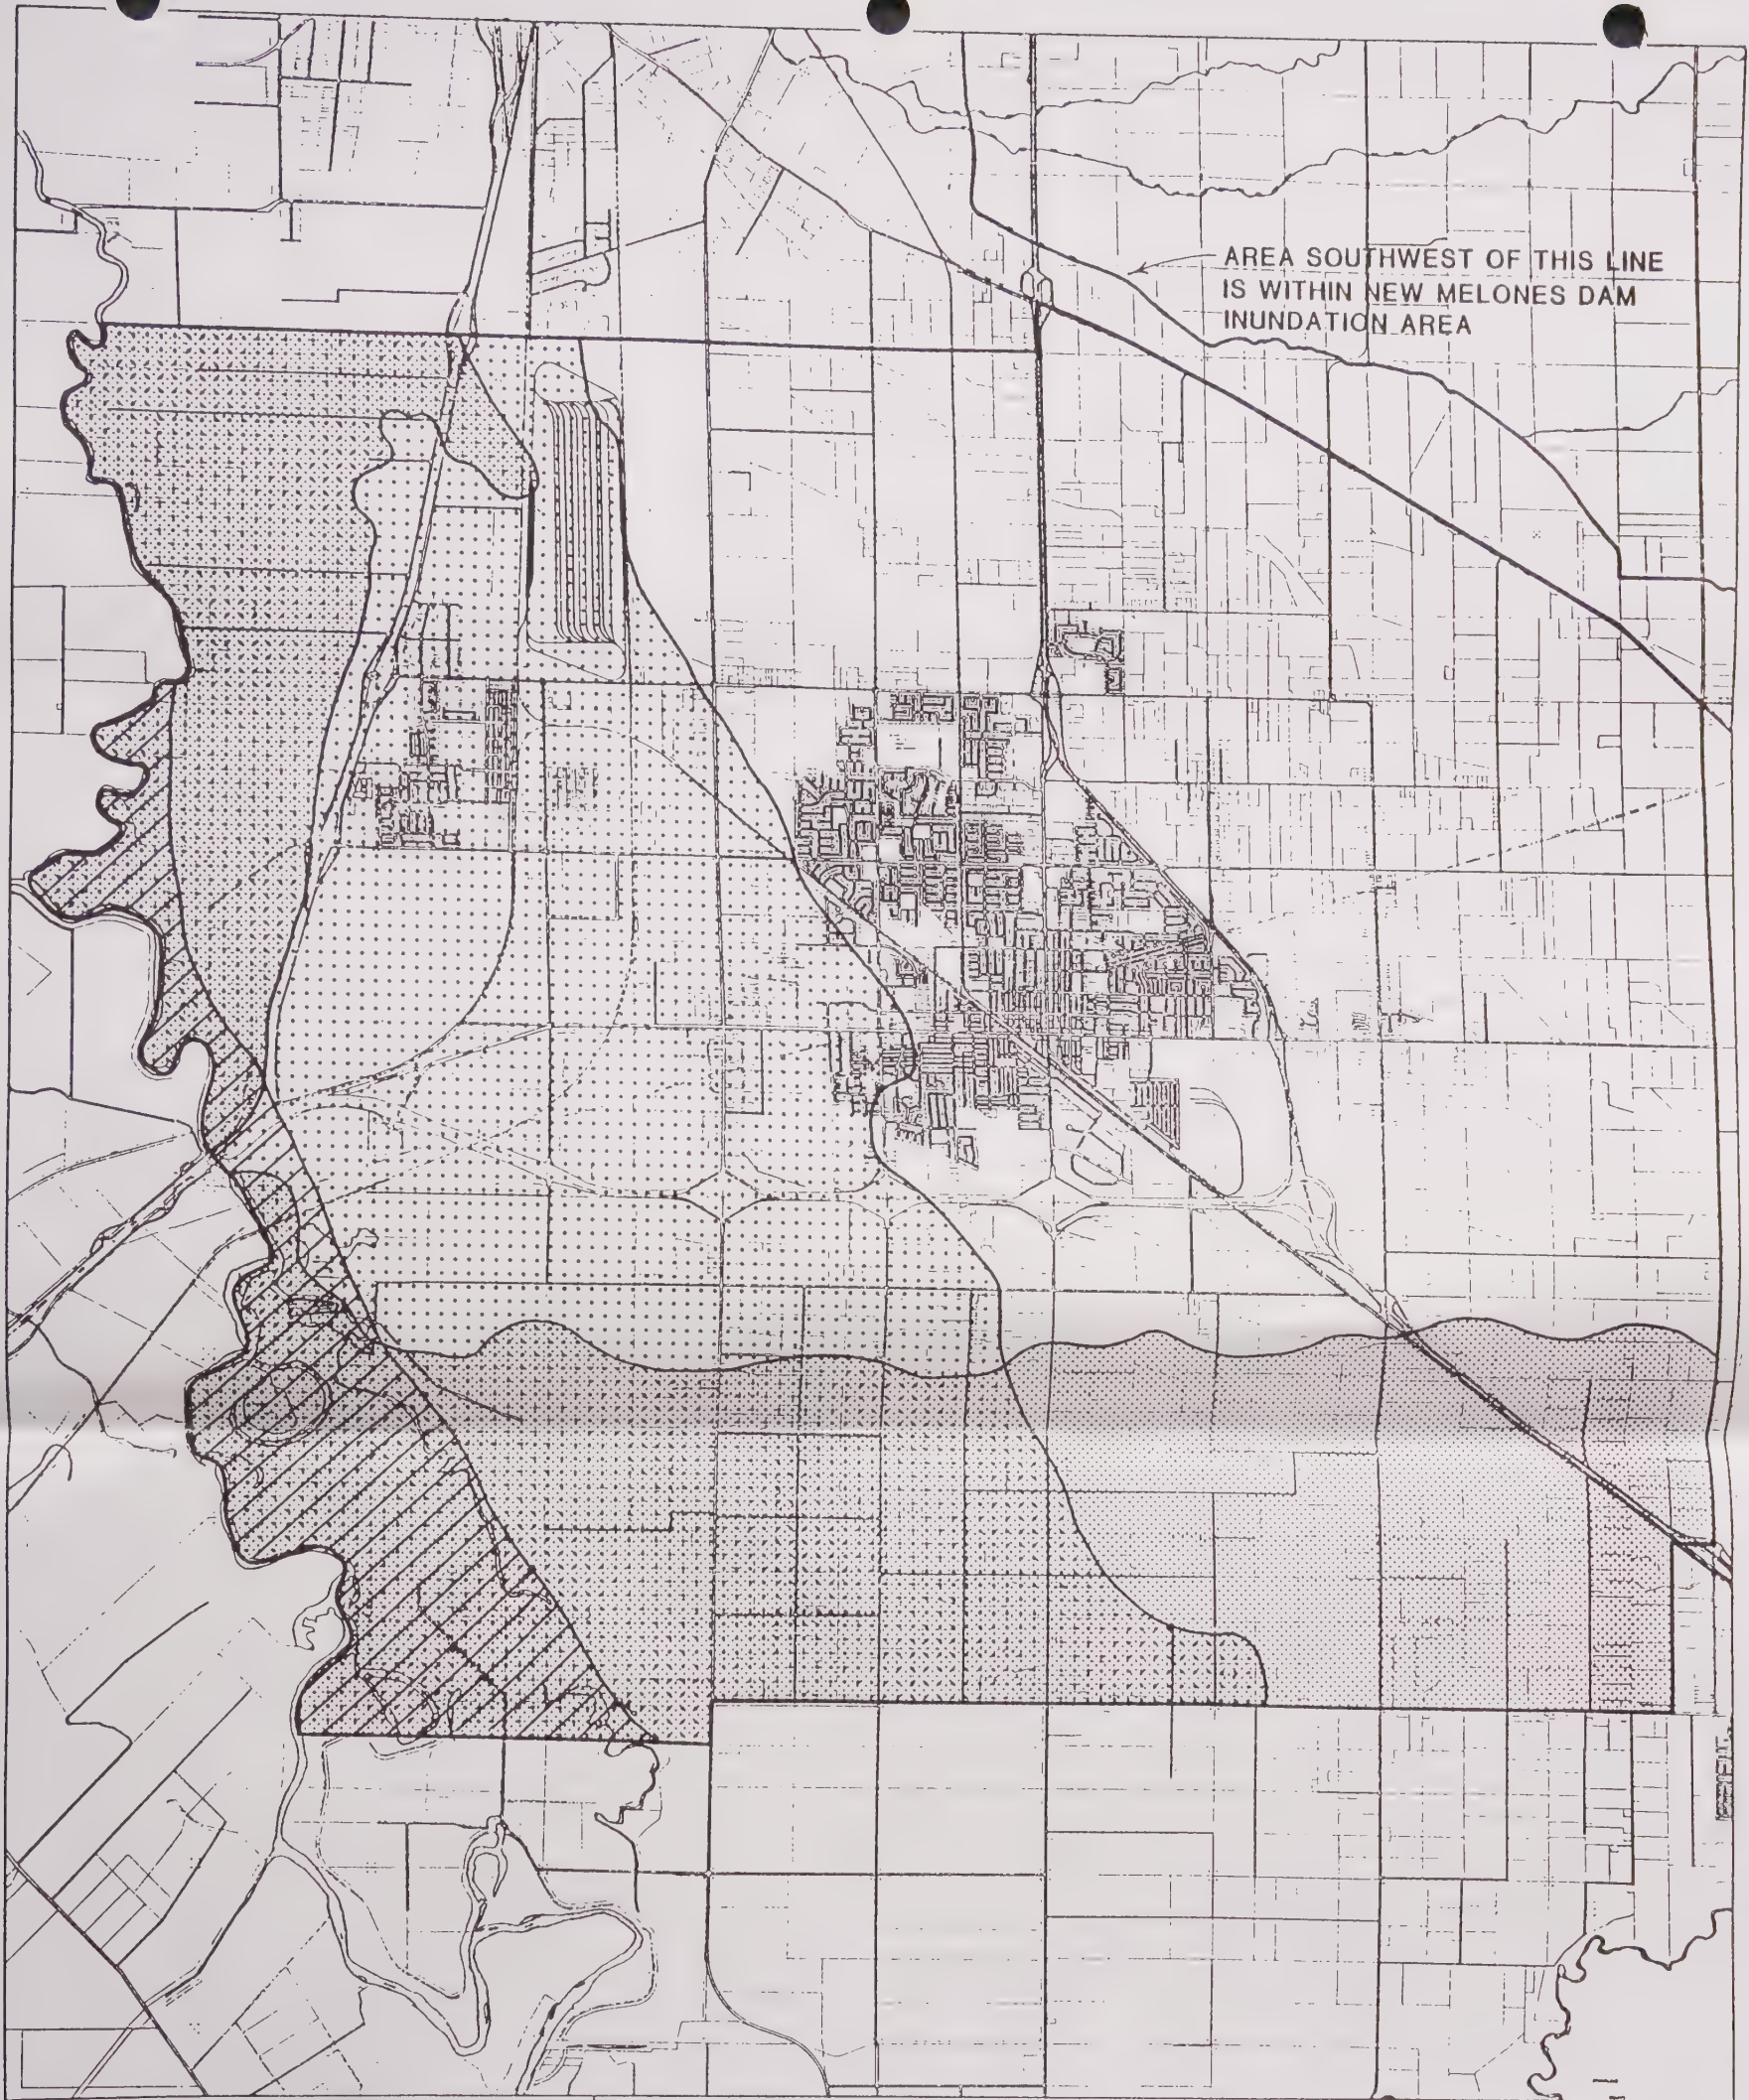 AREA SOUTHWEST OF THIS LINE
IS WITHIN NEW MELONES DAM
INUNDATION AREA